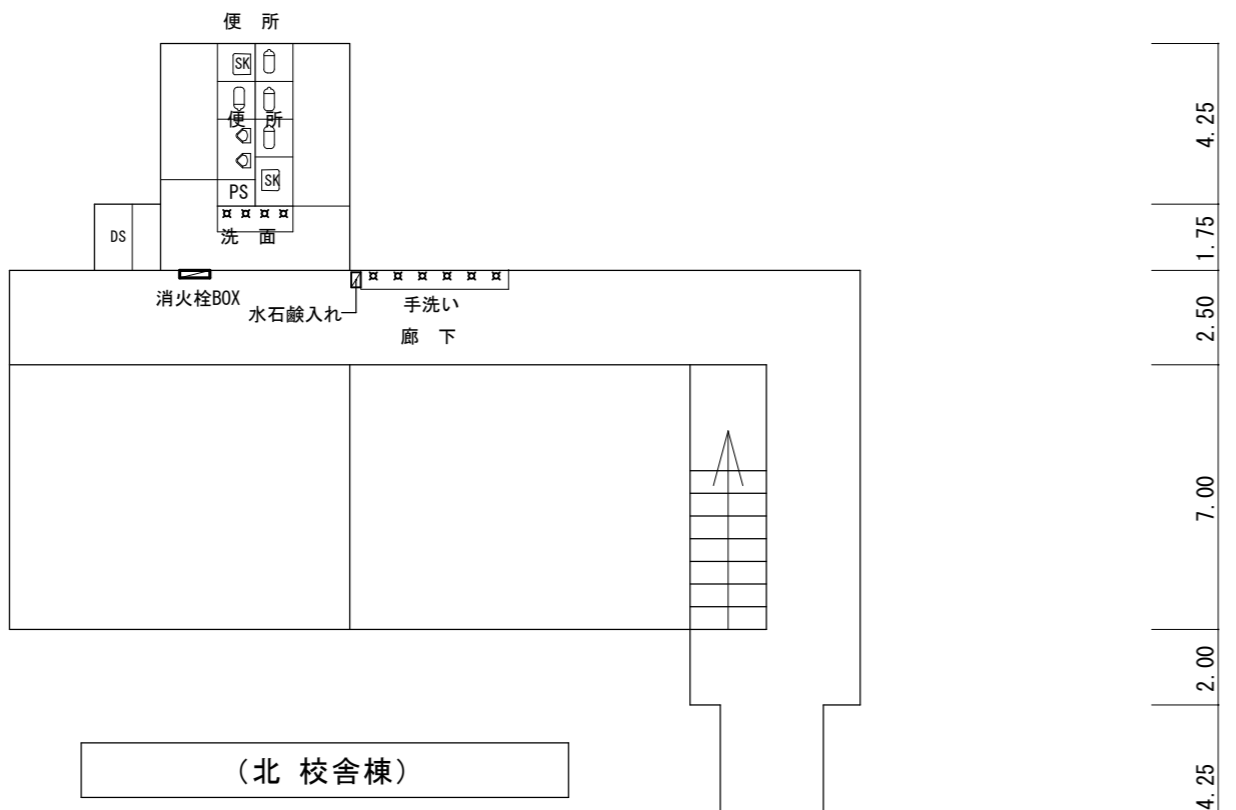 便 所
SK
便 所
SK
PS
洗 面
DS
消火栓BOX
水石鹸入れ
手洗い
廊 下
(北 校舎棟)
4.25
1.75
2.50
7.00
2.00
4.25